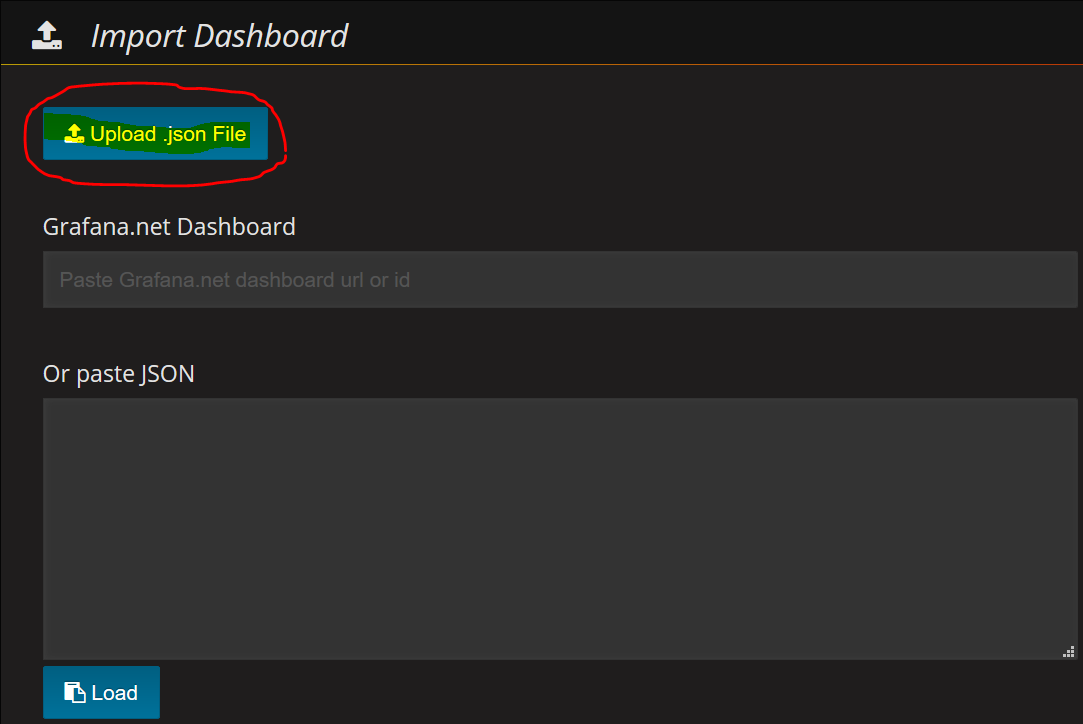 Import Dashboard
Upload .json File
Grafana.net Dashboard
Paste Grafana.net dashboard url or id
Or paste JSON
Load